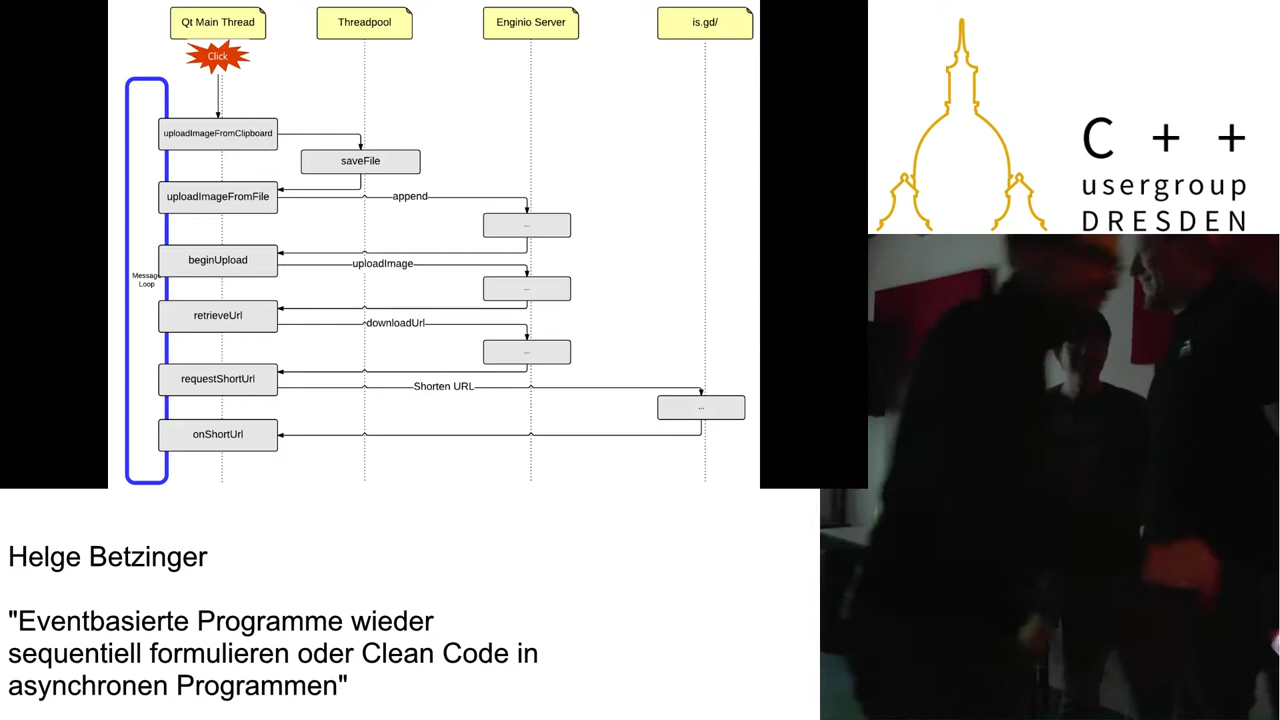 Qt Main Thread
Threadpool
Enginio Server
is.gd/
Click
uploadImageFromClipboard
saveFile
uploadImageFromFile
append
...
beginUpload
uploadImage
Message
Loop
...
retrieveUrl
downloadUrl
...
requestShortUrl
Shorten URL
...
onShortUrl
C + +
usergroup
DRESDEN
Helge Betzinger
"Eventbasierte Programme wieder
sequentiell formulieren oder Clean Code in
asynchronen Programmen"